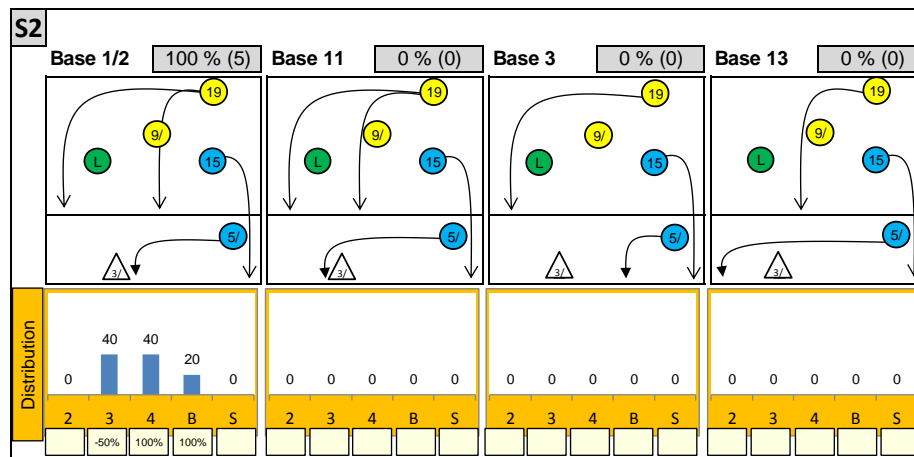 S2
Base 1/2 100 % (5) Base 11 0 % (0) Base 3 0 % (0) Base 13 0 % (0)
19 19 19 19
9/ 9/ 9/ 9/
L 15 L 15 L 15 L 15
5/ 5/ 5/ 5/
3/ 3/ 3/ 3/
Distribution
40 40
20
0 0 0 0 0 0 0 0 0 0 0 0 0 0 0 0 0
2 3 4 B S 2 3 4 B S 2 3 4 B S 2 3 4 B S
-50% 100% 100%